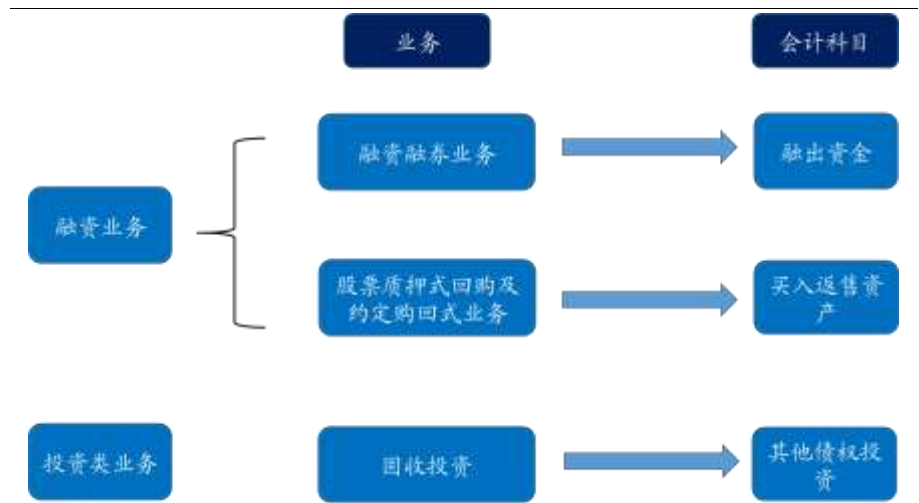 业务
会计科目
融资融券业务
融出资金
融资业务
股票质押式回购及
约定购回式业务
买入返售资
产
投资类业务
固收投资
其他债权投
资